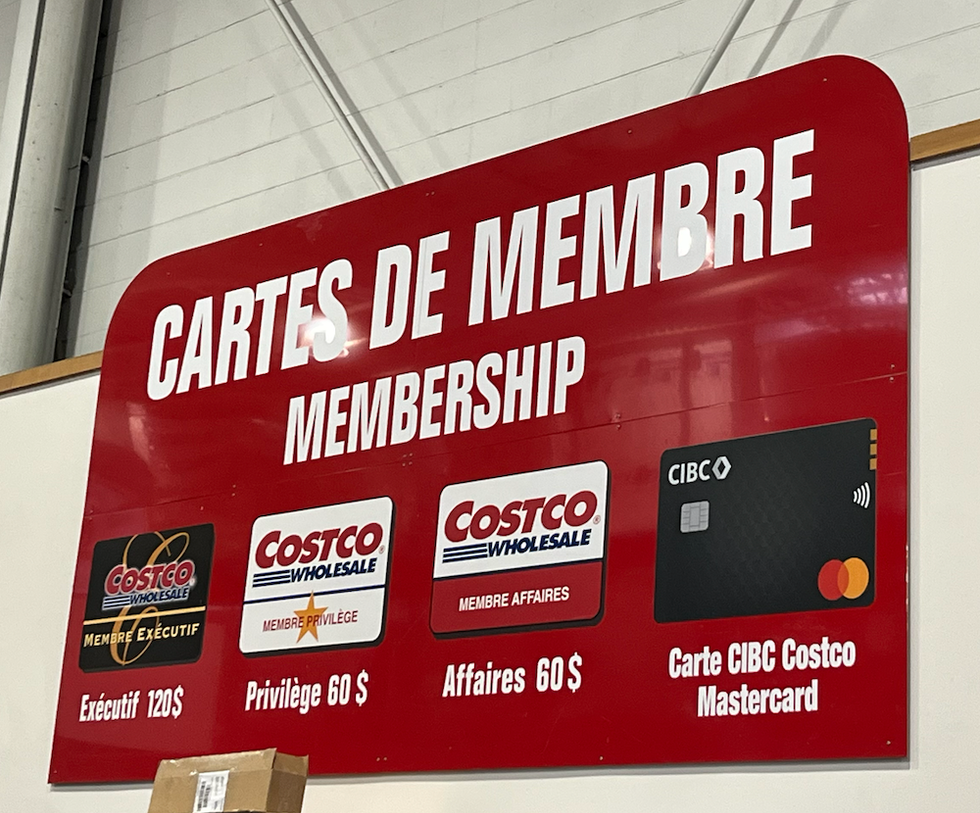 CARTES DE MEMBRE
MEMBERSHIP
COSTCO
WHOLESALE
MEMBRE EXÉCUTIF
Exécutif 120$
COSTCO®
WHOLESALE
MEMBRE PRIVILÈGE
Privilège 60 $
COSTCO®
WHOLESALE
MEMBRE AFFAIRES
Affaires 60 $
CIBC
Carte CIBC Costco
Mastercard